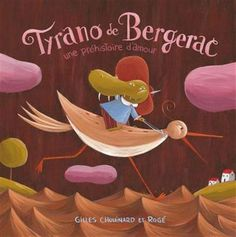 Tyrano de Bergerac
une préhistoire d'amour
GILLES CHOUINARD ET ROGÉ